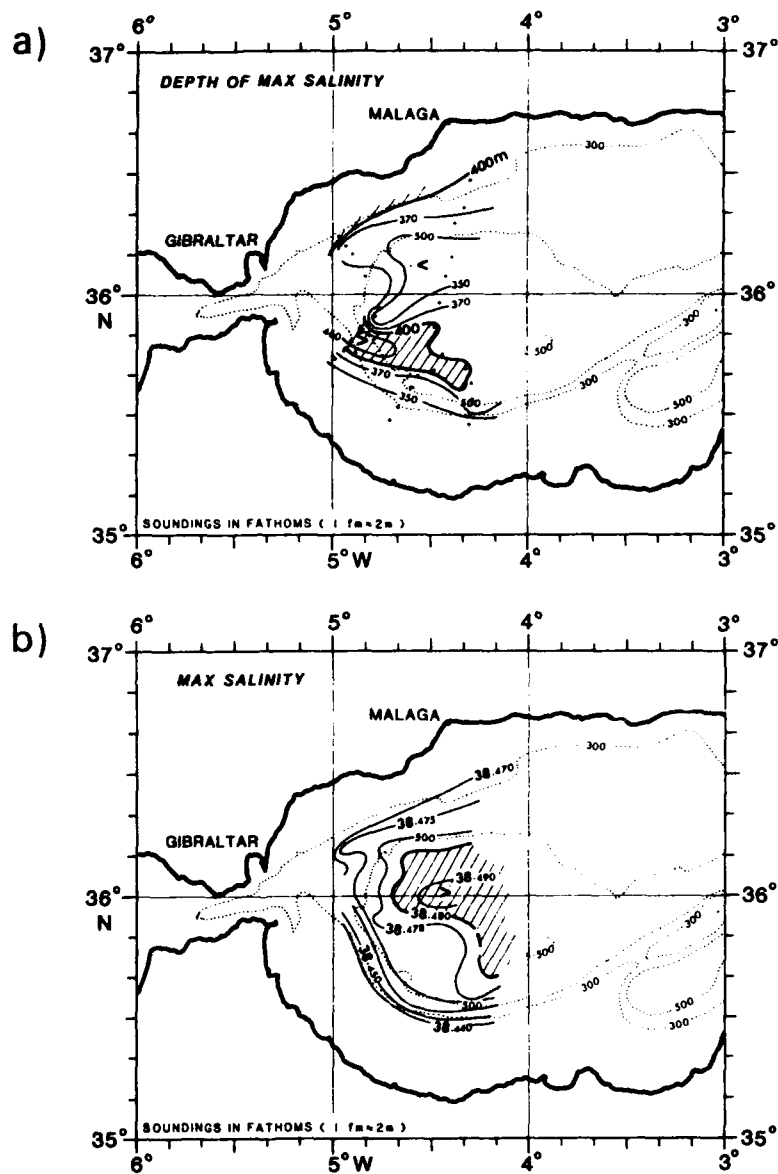 a)
6° 5° 4° 3°
37° 37°
DEPTH OF MAX SALINITY
MALAGA
300
400m
370
GIBRALTAR
500
<
36° 36°
N
350
370
300
400
440
500
370
300
350
500
500
300
35° 35°
SOUNDINGS IN FATHOMS ( 1 fm≈2m )
6° 5° W 4° 3°
b)
6° 5° 4° 3°
37° 37°
MAX SALINITY
MALAGA
300
38.470
38.475
GIBRALTAR
500
38.490
>
36° 36°
38.480
N
38.475
300
38.450
500
300
500
500
38.440
300
35° 35°
SOUNDINGS IN FATHOMS ( 1 fm≈2m )
6° 5° W 4° 3°